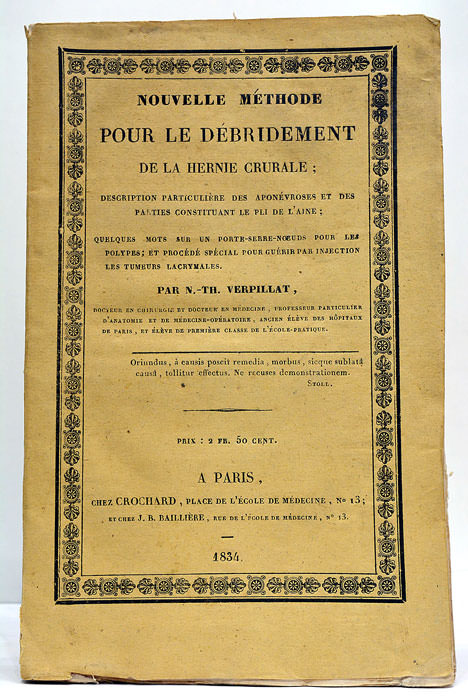 NOUVELLE MÉTHODE
POUR LE DÉBRIDEMENT
DE LA HERNIE CRURALE ;
DESCRIPTION PARTICULIÈRE DES APONÉVROSES ET DES
PARTIES CONSTITUANT LE PLI DE L'AINE ;
QUELQUES MOTS SUR UN PORTE-SERRE-NŒUDS POUR LES
POLYPES; ET PROCÉDÉ SPÉCIAL POUR GUÉRIR PAR INJECTION
LES TUMEURS LACRYMALES.
PAR N.-TH. VERPILLAT,
DOCTEUR EN CHIRURGIE ET DOCTEUR EN MÉDECINE, PROFESSEUR PARTICULIER
D'ANATOMIE ET DE MÉDECINE-OPÉRATOIRE, ANCIEN ÉLÈVE DES HÔPITAUX
DE PARIS, ET ÉLÈVE DE PREMIÈRE CLASSE DE L'ÉCOLE-PRATIQUE.
Oriundus, à causis poscit remedia, morbus, sicque sublatâ
causâ, tollitur effectus. Ne recuses demonstrationem.
STOLL.
PRIX : 2 FR. 50 CENT.
A PARIS,
CHEZ CROCHARD, PLACE DE L'ÉCOLE DE MÉDECINE, No 13;
ET CHEZ J. B. BAILLIÈRE, RUE DE L'ÉCOLE DE MÉDECINE, N° 13.
1834.